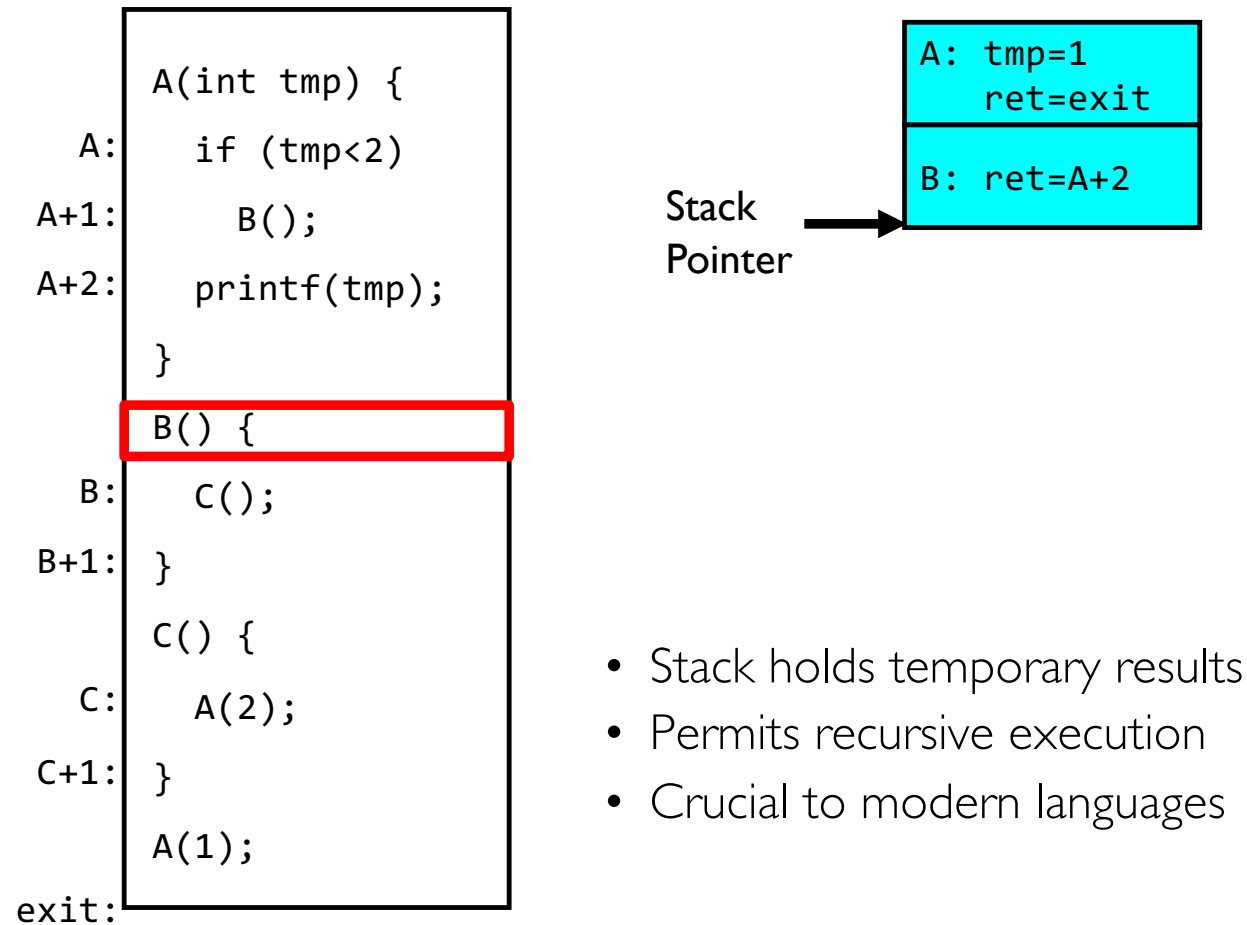 A(int tmp) {
A: if (tmp<2)
A+1: B();
A+2: printf(tmp);
}
B() {
B: C();
B+1: }
C() {
C: A(2);
C+1: }
A(1);
exit:
A: tmp=1
ret=exit
B: ret=A+2
Stack
Pointer
• Stack holds temporary results
• Permits recursive execution
• Crucial to modern languages